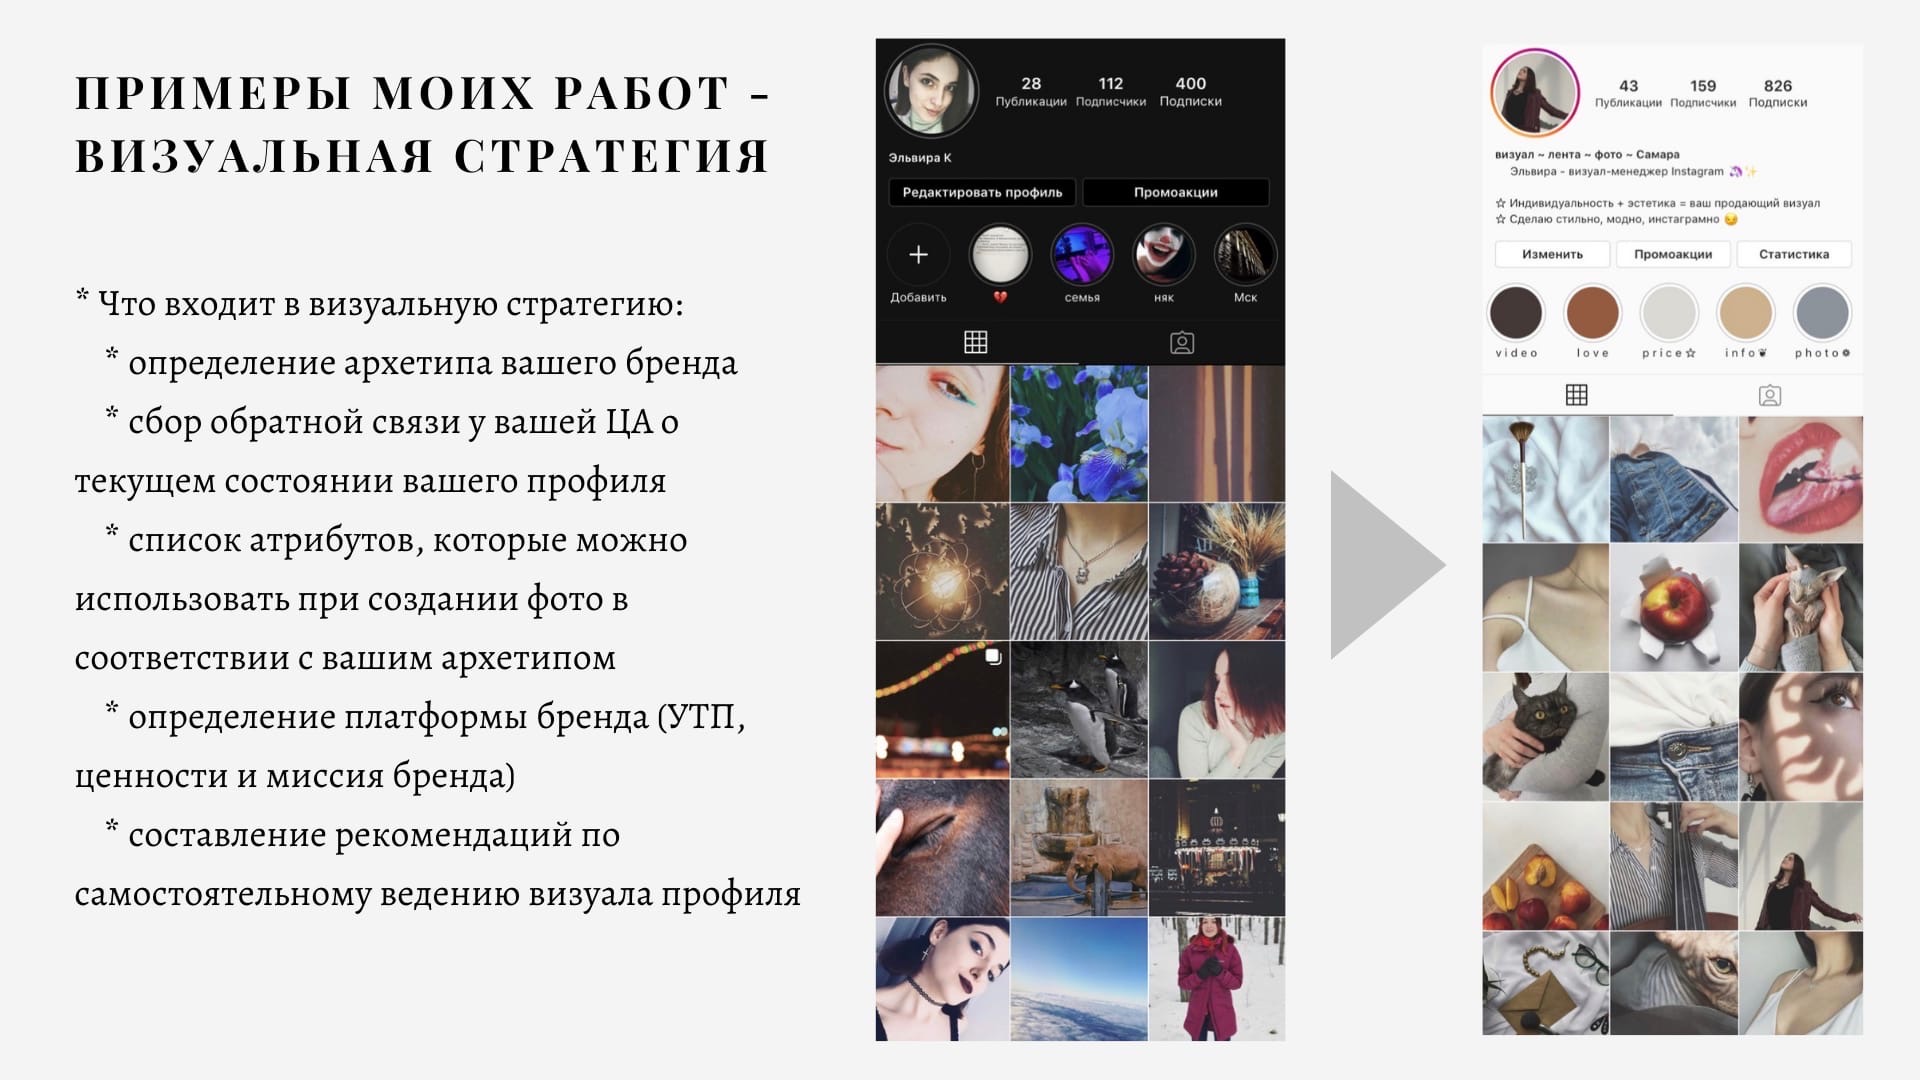 ПРИМЕРЫ МОИХ РАБОТ -
ВИЗУАЛЬНАЯ СТРАТЕГИЯ
* Что входит в визуальную стратегию:
* определение архетипа вашего бренда
* сбор обратной связи у вашей ЦА о
текущем состоянии вашего профиля
* список атрибутов, которые можно
использовать при создании фото в
соответствии с вашим архетипом
* определение платформы бренда (УТП,
ценности и миссия бренда)
* составление рекомендаций по
самостоятельному ведению визуала профиля
28 112 400
Публикации Подписчики Подписки
Эльвира К
Редактировать профиль Промоакции
Добавить 💔 семья няк Мск
43 159 826
Публикации Подписчики Подписки
визуал ~ лента ~ фото ~ Самара
Эльвира - визуал-менеджер Instagram 🦄✨
☆ Индивидуальность + эстетика = ваш продающий визуал
☆ Сделаю стильно, модно, инстаграмно 😏
Изменить Промоакции Статистика
video love price☆ info❦ photo❁